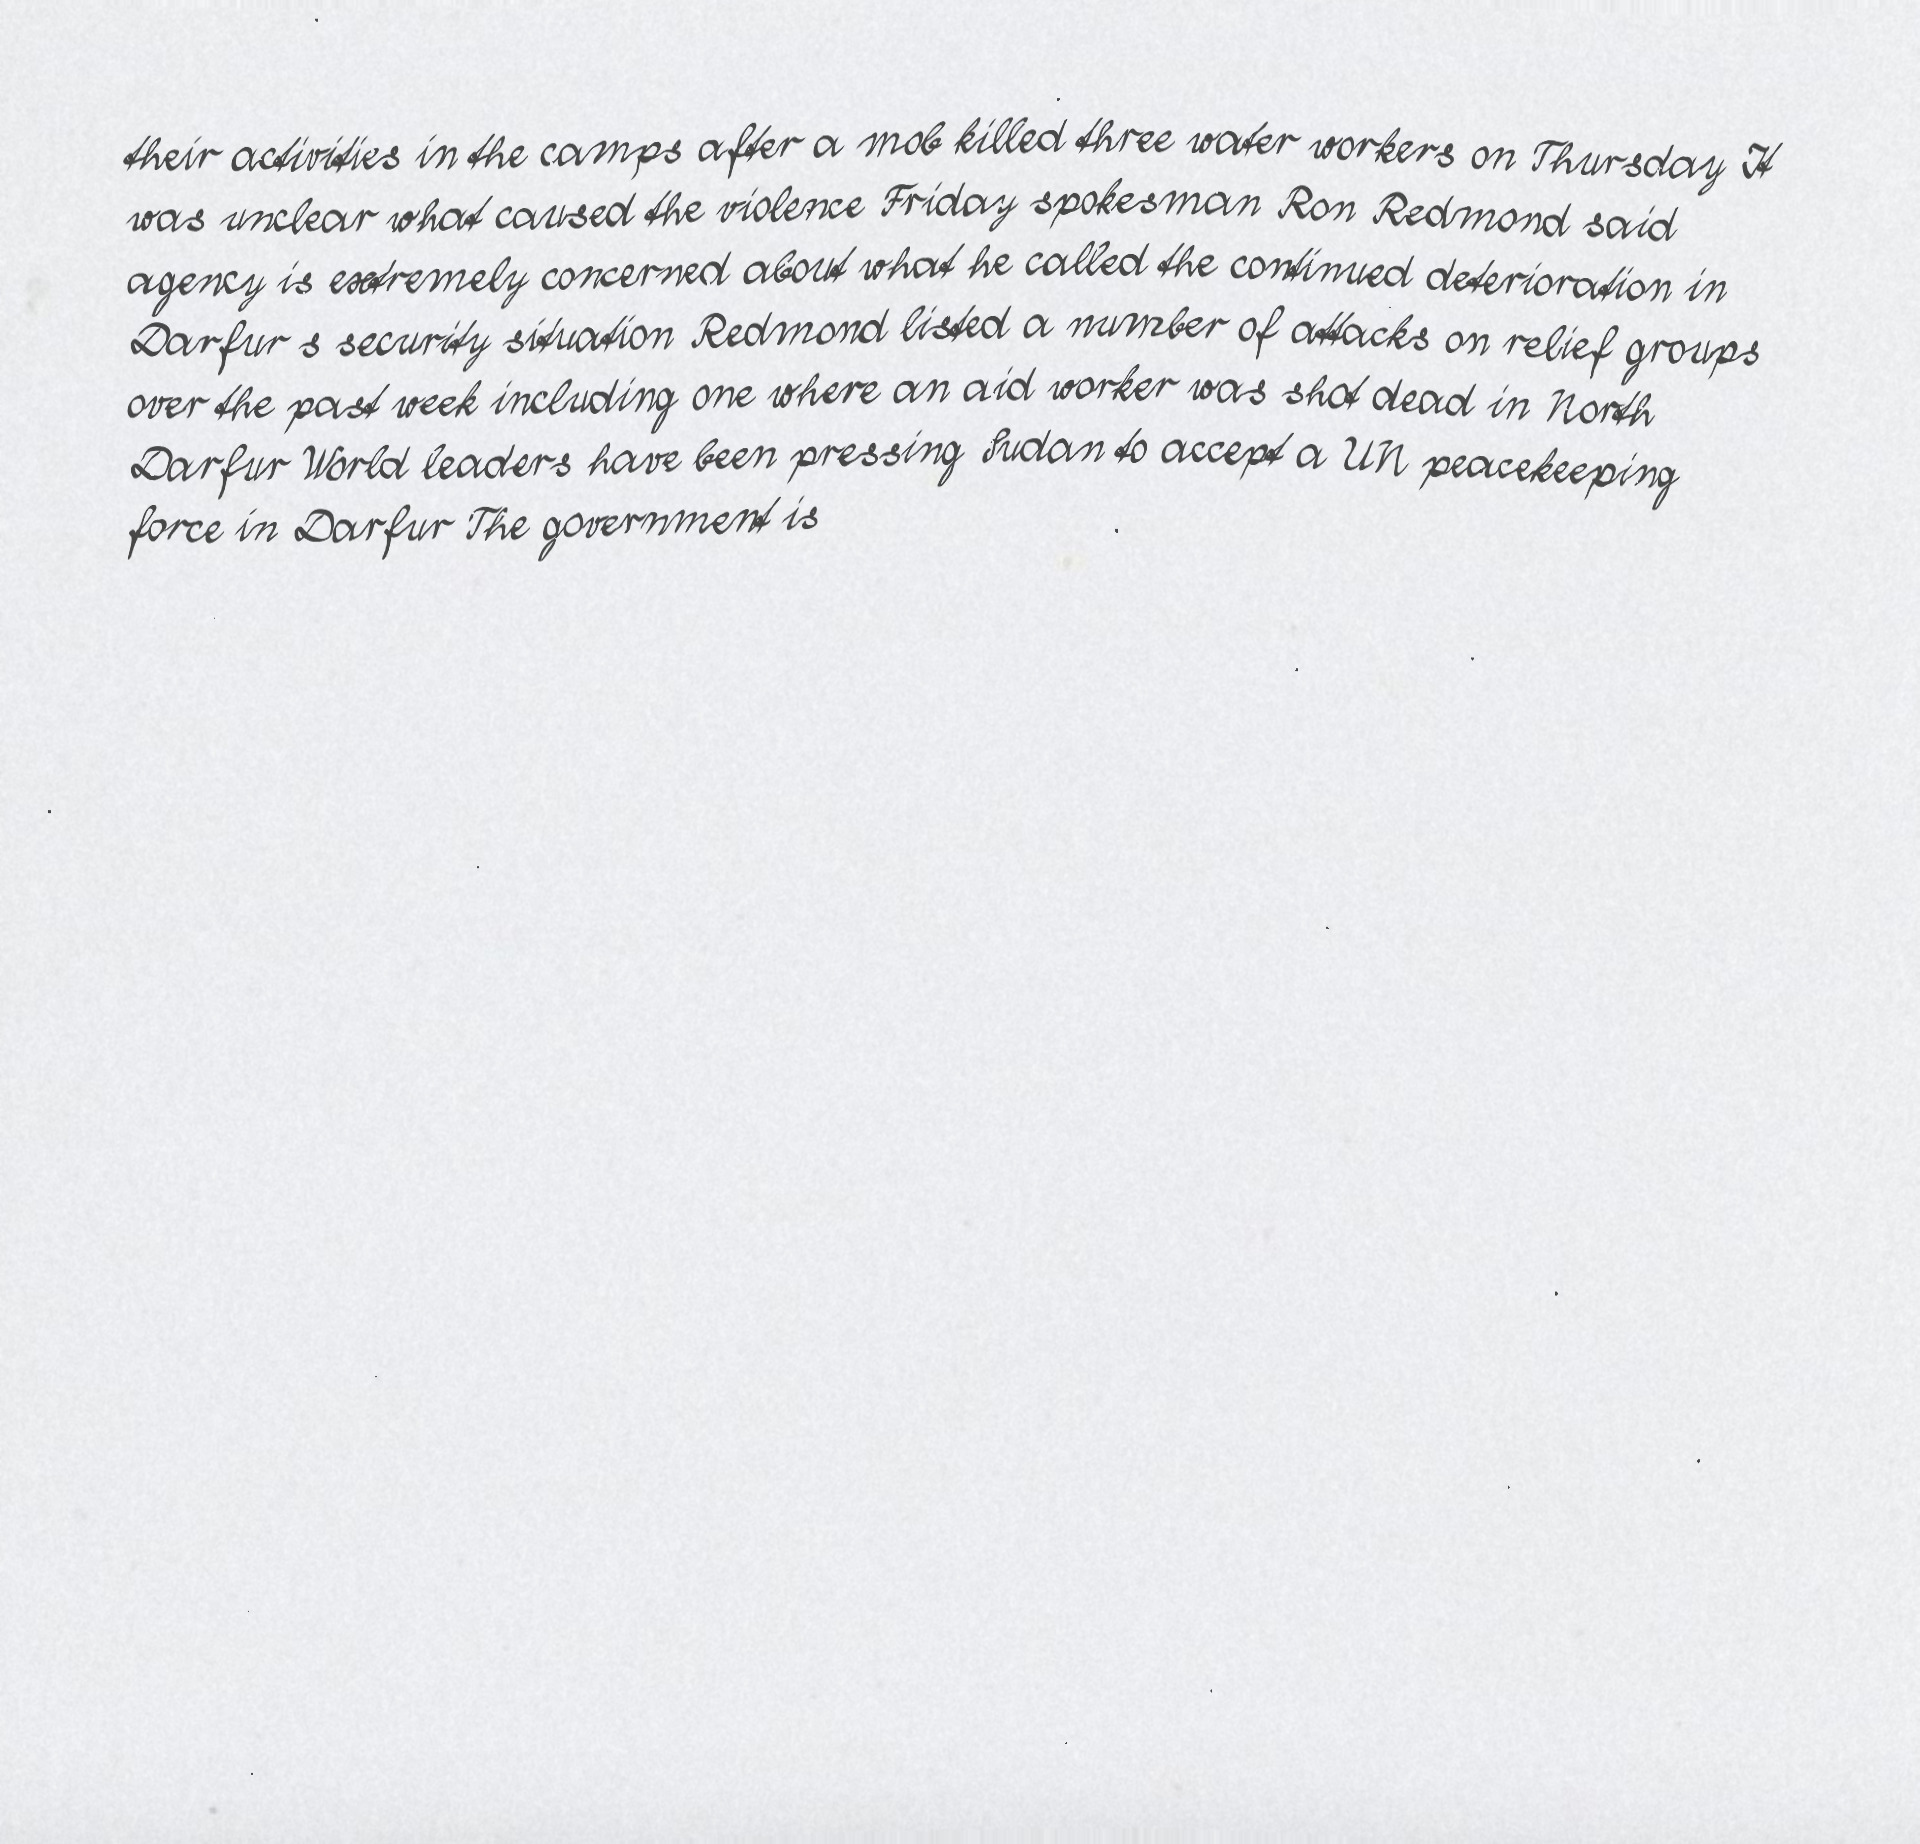 their activities in the camps after a mob killed three water workers on Thursday It
was unclear what caused the violence Friday spokesman Ron Redmond said
agency is extremely concerned about what he called the continued deterioration in
Darfur s security situation Redmond listed a number of attacks on relief groups
over the past week including one where an aid worker was shot dead in North
Darfur World leaders have been pressing Sudan to accept a UN peacekeeping
force in Darfur The government is